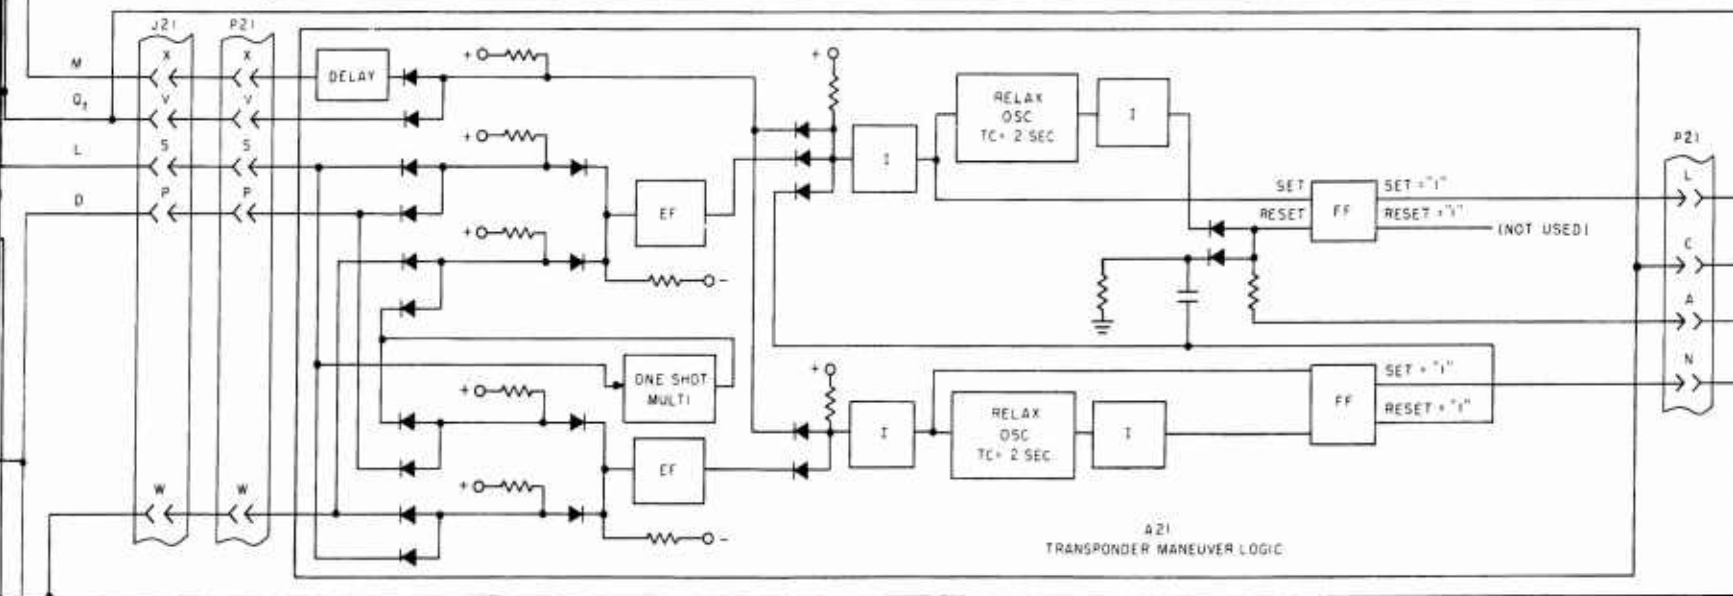 J21 P21
M X X
Q₁ V V
L S S
D P P
W W
DELAY
+
+
+
-
+
+
-
EF
EF
ONE SHOT
MULTI
+
+
I
I
RELAX
OSC
TC= 2 SEC
I
RELAX
OSC
TC= 2 SEC
I
SET
RESET
FF
SET ="1"
RESET ="1"
(NOT USED)
FF
SET = "1"
RESET = "1"
P21
L
C
A
N
A21
TRANSPONDER MANEUVER LOGIC